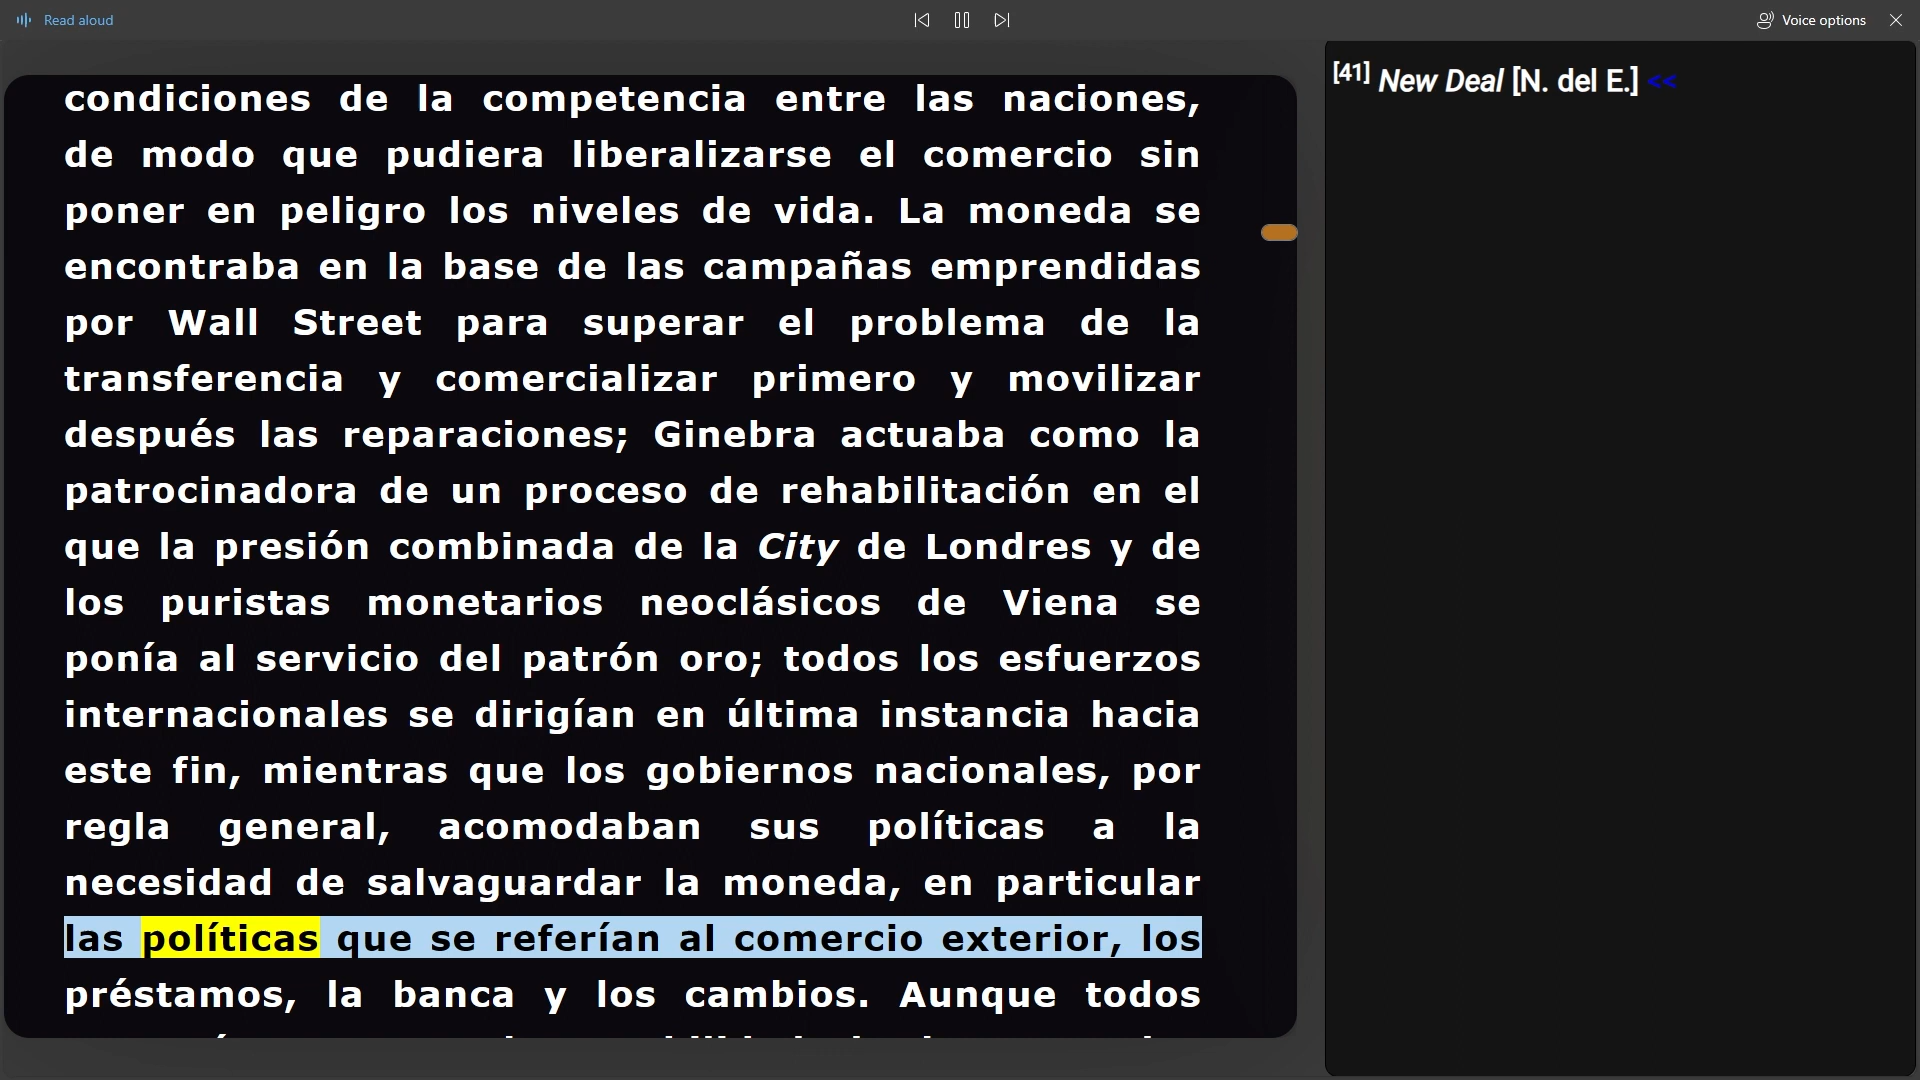 Read aloud
Voice options
condiciones de la competencia entre las naciones,
de modo que pudiera liberalizarse el comercio sin
poner en peligro los niveles de vida. La moneda se
encontraba en la base de las campañas emprendidas
por Wall Street para superar el problema de la
transferencia y comercializar primero y movilizar
después las reparaciones; Ginebra actuaba como la
patrocinadora de un proceso de rehabilitación en el
que la presión combinada de la City de Londres y de
los puristas monetarios neoclásicos de Viena se
ponía al servicio del patrón oro; todos los esfuerzos
internacionales se dirigían en última instancia hacia
este fin, mientras que los gobiernos nacionales, por
regla general, acomodaban sus políticas a la
necesidad de salvaguardar la moneda, en particular
las políticas que se referían al comercio exterior, los
préstamos, la banca y los cambios. Aunque todos
[41] New Deal [N. del E.] <<